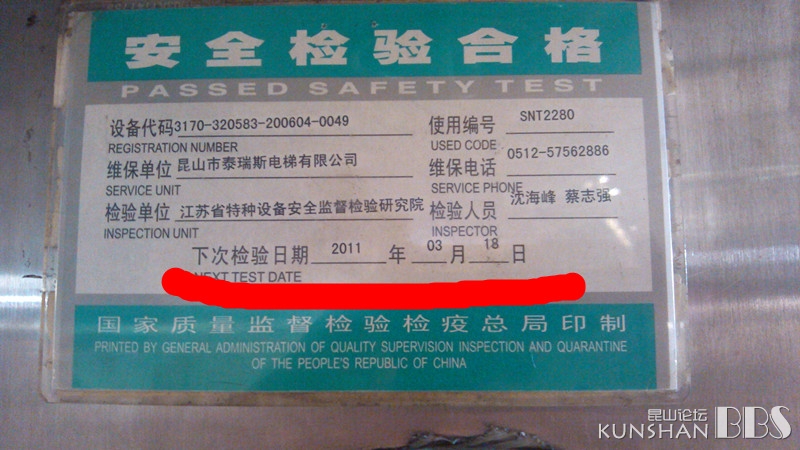 安全检验合格
PASSED SAFETY TEST
设备代码3170-320583-200604-0049
使用编号 SNT2280
REGISTRATION NUMBER
USED CODE
维保单位 昆山市泰瑞斯电梯有限公司
维保电话 0512-57562886
SERVICE UNIT
SERVICE PHONE
检验单位 江苏省特种设备安全监督检验研究院
检验人员 沈海峰 蔡志强
INSPECTION UNIT
INSPECTOR
下次检验日期 2011 年 03 月 18 日
NEXT TEST DATE
国家质量监督检验检疫总局印制
PRINTED BY GENERAL ADMINISTRATION OF QUALITY SUPERVISION INSPECTION AND QUARANTINE
OF THE PEOPLE'S REPUBLIC OF CHINA
昆山论坛
KUNSHAN BBS